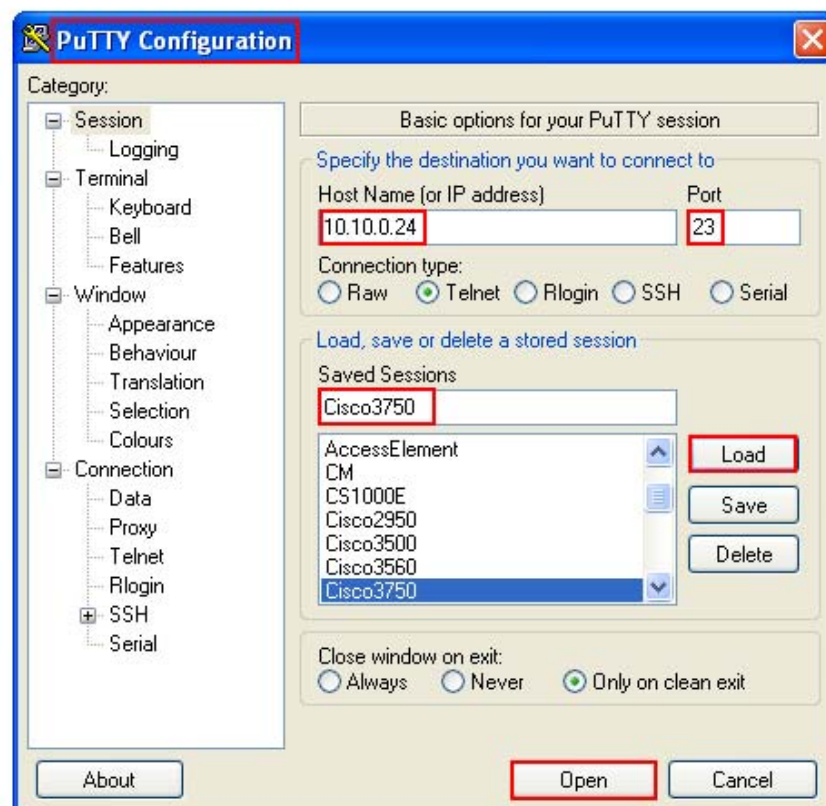 PuTTY Configuration
Category:
Session
Logging
Terminal
Keyboard
Bell
Features
Window
Appearance
Behaviour
Translation
Selection
Colours
Connection
Data
Proxy
Telnet
Rlogin
SSH
Serial
Basic options for your PuTTY session
Specify the destination you want to connect to
Host Name (or IP address) Port
10.10.0.24 23
Connection type:
Raw Telnet Rlogin SSH Serial
Load, save or delete a stored session
Saved Sessions
Cisco3750
AccessElement
CM
CS1000E
Cisco2950
Cisco3500
Cisco3560
Cisco3750
Load
Save
Delete
Close window on exit:
Always Never Only on clean exit
About Open Cancel